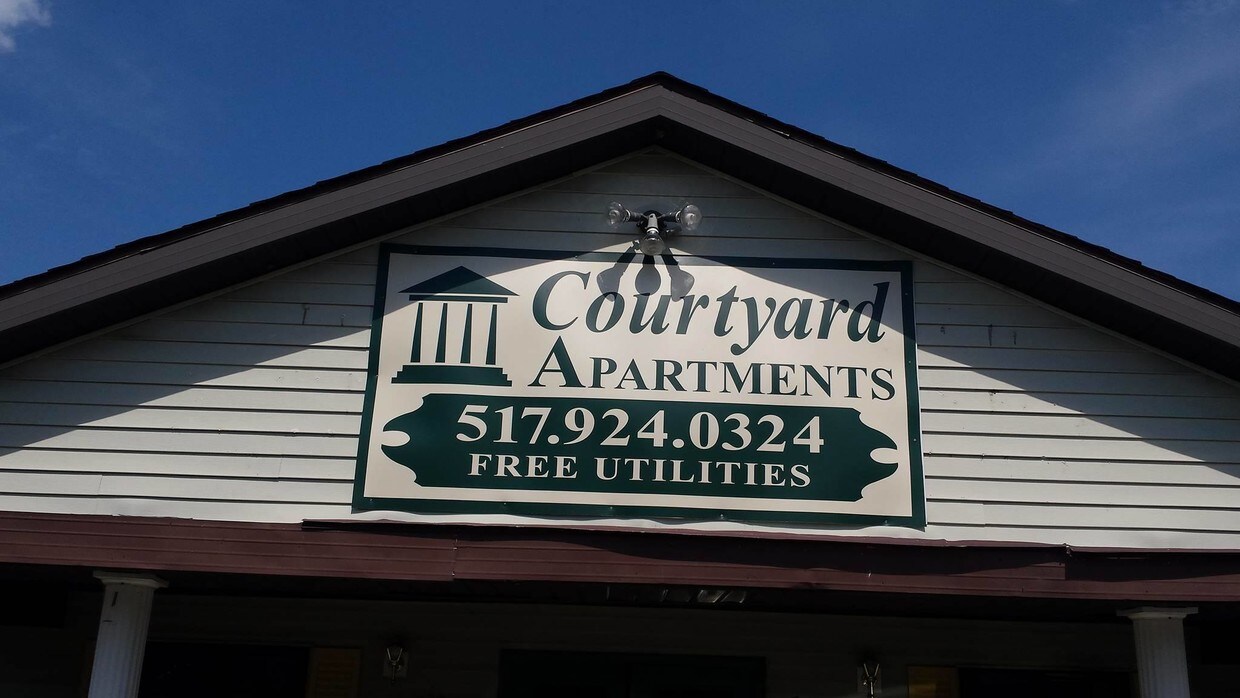 Courtyard
APARTMENTS
517.924.0324
FREE UTILITIES